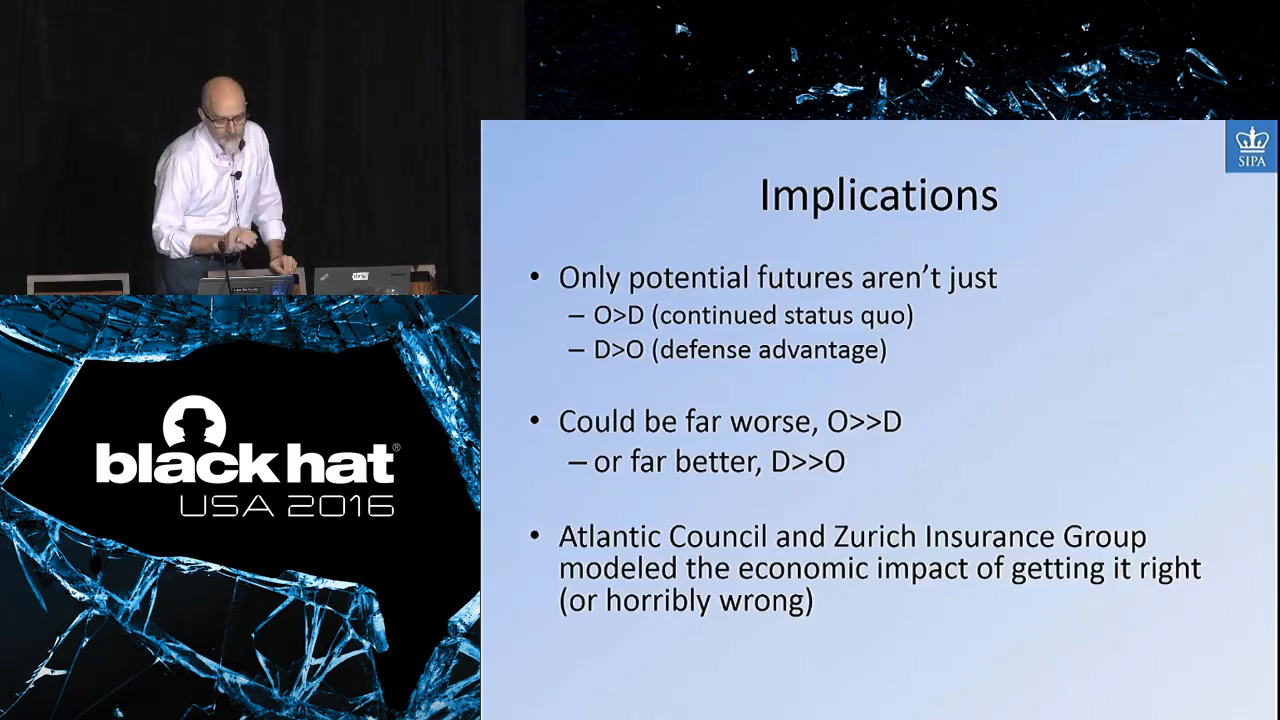 SIPA
Implications
• Only potential futures aren't just
– O>D (continued status quo)
– D>O (defense advantage)
• Could be far worse, O>>D
– or far better, D>>O
• Atlantic Council and Zurich Insurance Group
modeled the economic impact of getting it right
(or horribly wrong)
black hat®
USA 2016